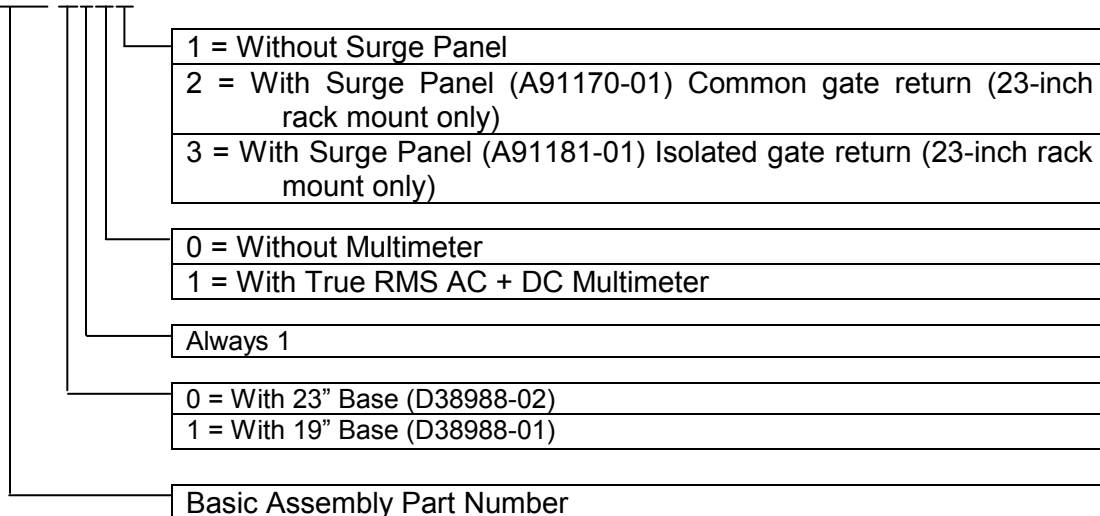 1 = Without Surge Panel
2 = With Surge Panel (A91170-01) Common gate return (23-inch
rack mount only)
3 = With Surge Panel (A91181-01) Isolated gate return (23-inch rack
mount only)
0 = Without Multimeter
1 = With True RMS AC + DC Multimeter
Always 1
0 = With 23” Base (D38988-02)
1 = With 19” Base (D38988-01)
Basic Assembly Part Number